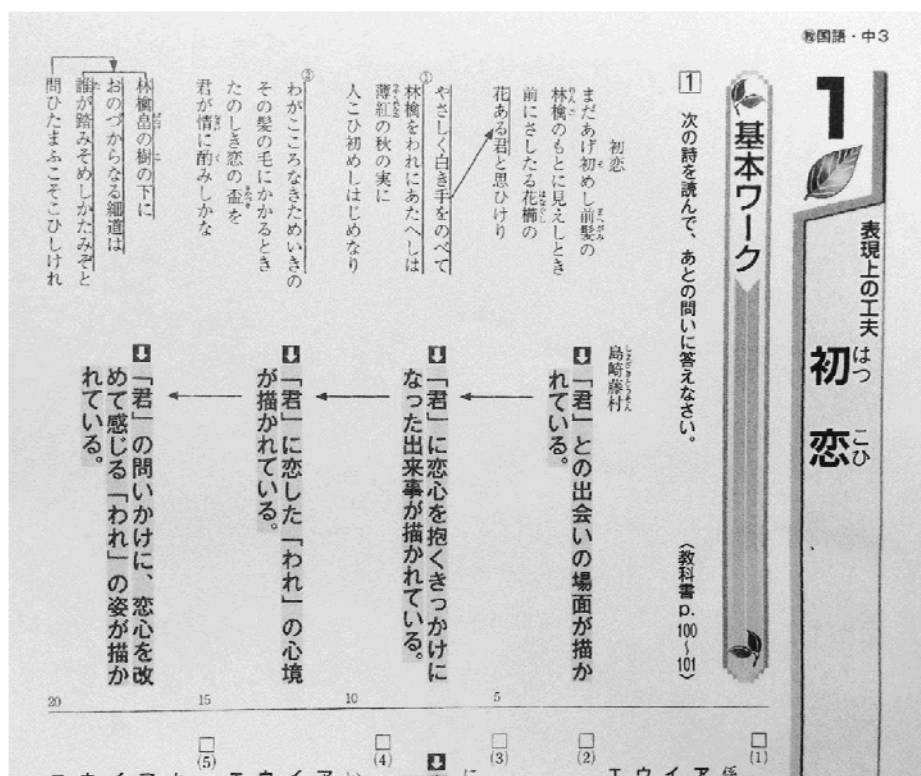 教国語・中3
1
表現上の工夫
初恋
はつこひ
基本ワーク
1 次の詩を読んで、あとの問いに答えなさい。
〈教科書p.100〜101〉
初恋
島崎藤村
しまざきとうそん
まだあげ初めし前髪の
林檎のもとに見えしとき
前にさしたる花櫛の
花ある君と思ひけり
やさしく白き手をのべて
①林檎をわれにあたへしは
薄紅の秋の実に
人こひ初めしはじめなり
②わがこころなきためいきの
その髪の毛にかかるとき
たのしき恋の盃を
君が情に酌みしかな
林檎畠の樹の下に
おのづからなる細道は
誰が踏みそめしかたみぞと
問ひたまふこそこひしけれ
「君」との出会いの場面が描か
れている。
「君」に恋心を抱くきっかけに
なった出来事が描かれている。
「君」に恋した「われ」の心境
が描かれている。
「君」の問いかけに、恋心を改
めて感じる「われ」の姿が描か
れている。
5
10
15
20
(1)
(2)
(3)
(4)
(5)